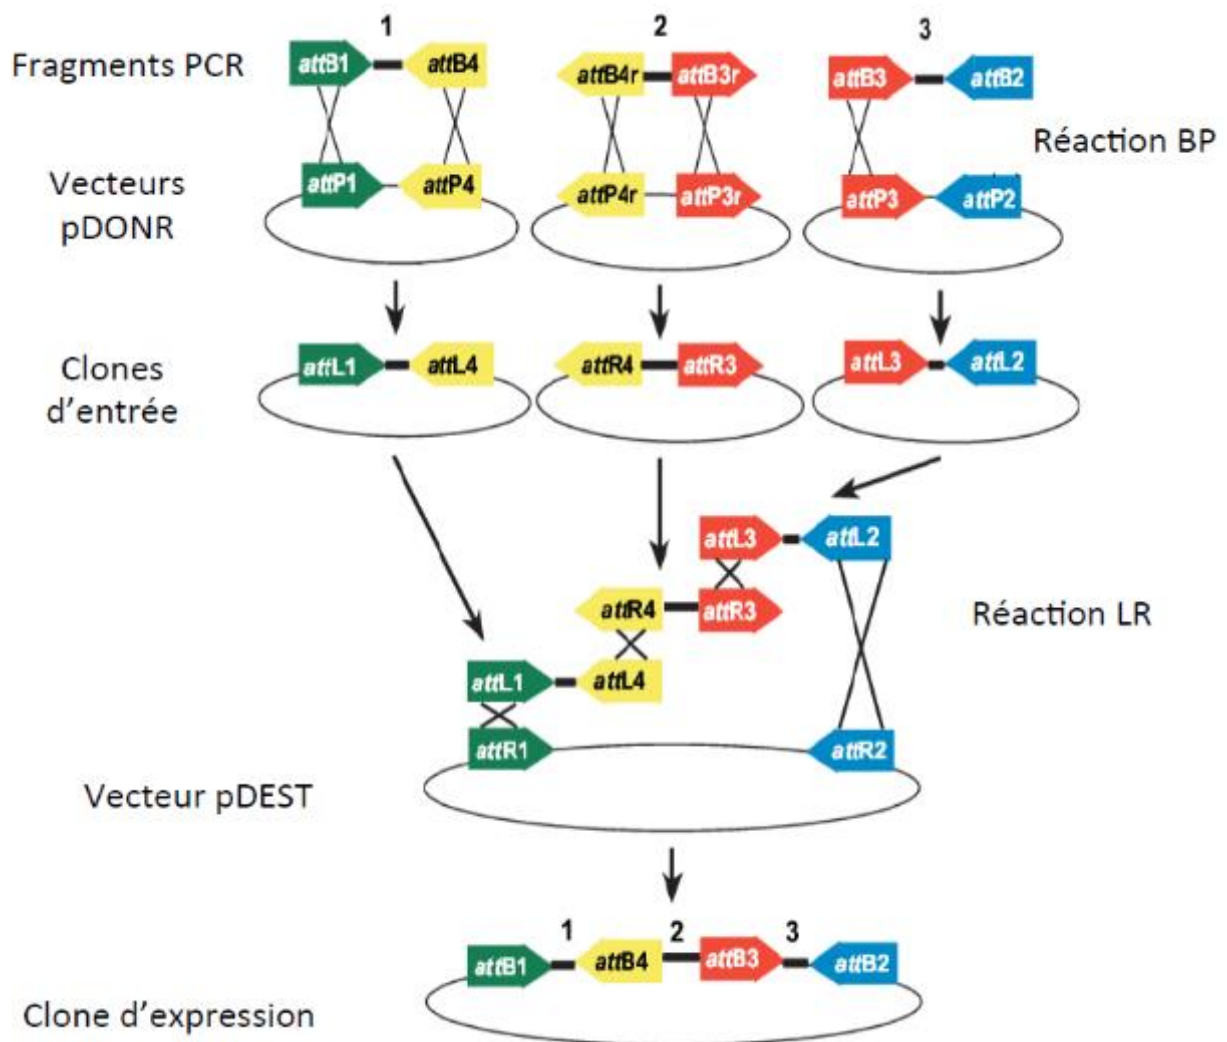 1 2 3
Fragments PCR
attB1 attB4 attB4r attB3r attB3 attB2
Réaction BP
Vecteurs
pDONR
attP1 attP4 attP4r attP3r attP3 attP2
Clones
d'entrée
attL1 attL4 attR4 attR3 attL3 attL2
attL3 attL2
attR4 attR3
Réaction LR
attL1 attL4
attR1 attR2
Vecteur pDEST
1 2 3
attB1 attB4 attB3 attB2
Clone d'expression